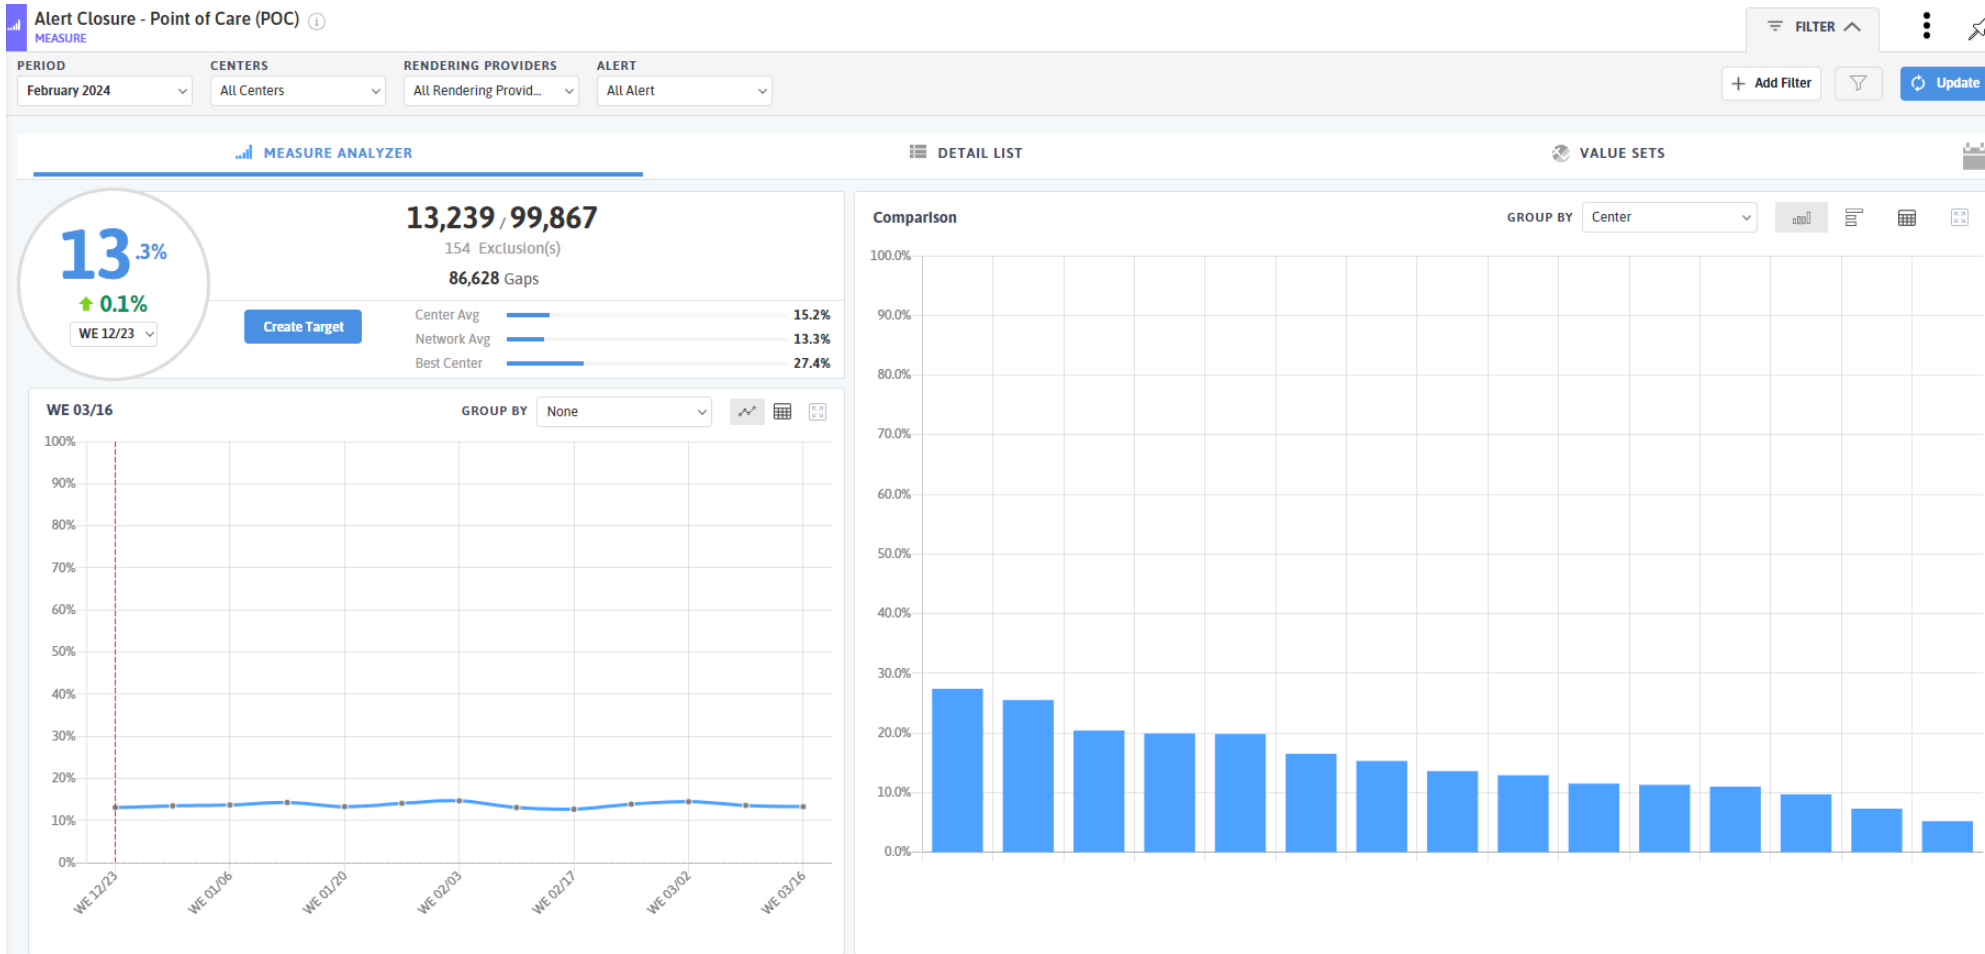 Alert Closure - Point of Care (POC)
MEASURE
FILTER
PERIOD
CENTERS
RENDERING PROVIDERS
ALERT
February 2024
All Centers
All Rendering Provid...
All Alert
Add Filter
Update
MEASURE ANALYZER
DETAIL LIST
VALUE SETS
13.3%
0.1%
WE 12/23
13,239 / 99,867
154 Exclusion(s)
86,628 Gaps
Create Target
Center Avg 15.2%
Network Avg 13.3%
Best Center 27.4%
WE 03/16
GROUP BY None
100%
90%
80%
70%
60%
50%
40%
30%
20%
10%
0%
WE 12/23
WE 01/06
WE 01/20
WE 02/03
WE 02/17
WE 03/02
WE 03/16
Comparison
GROUP BY Center
100.0%
90.0%
80.0%
70.0%
60.0%
50.0%
40.0%
30.0%
20.0%
10.0%
0.0%